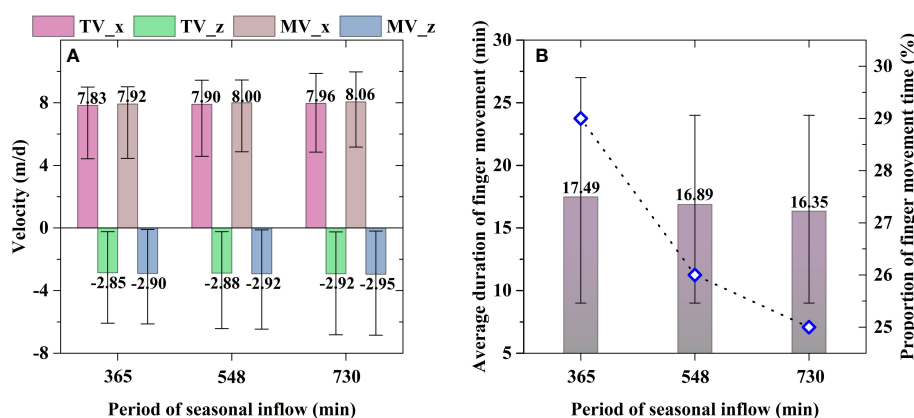 TV_x TV_z MV_x MV_z
A
Velocity (m/d)
8
4
0
-4
-8
7.83 7.92 7.90 8.00 7.96 8.06
-2.85 -2.90 -2.88 -2.92 -2.92 -2.95
365 548 730
Period of seasonal inflow (min)
B
Average duration of finger movement (min)
30
25
20
15
10
5
17.49 16.89 16.35
365 548 730
Period of seasonal inflow (min)
30
29
28
27
26
25
Proportion of finger movement time (%)